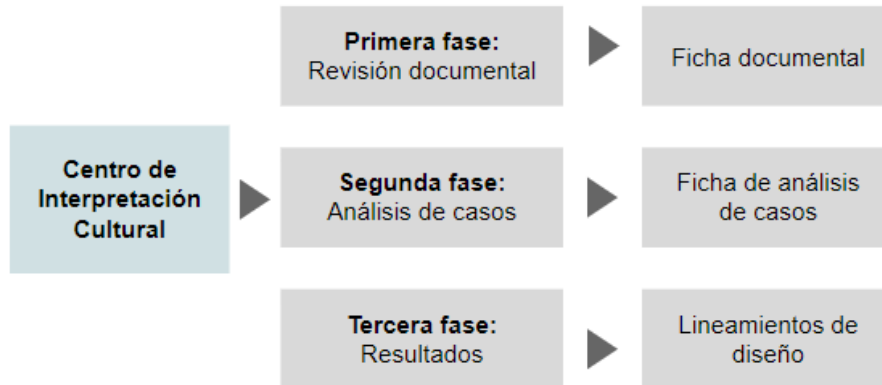 Primera fase:
Revisión documental
Ficha documental
Centro de
Interpretación
Cultural
Segunda fase:
Análisis de casos
Ficha de análisis
de casos
Tercera fase:
Resultados
Lineamientos de
diseño